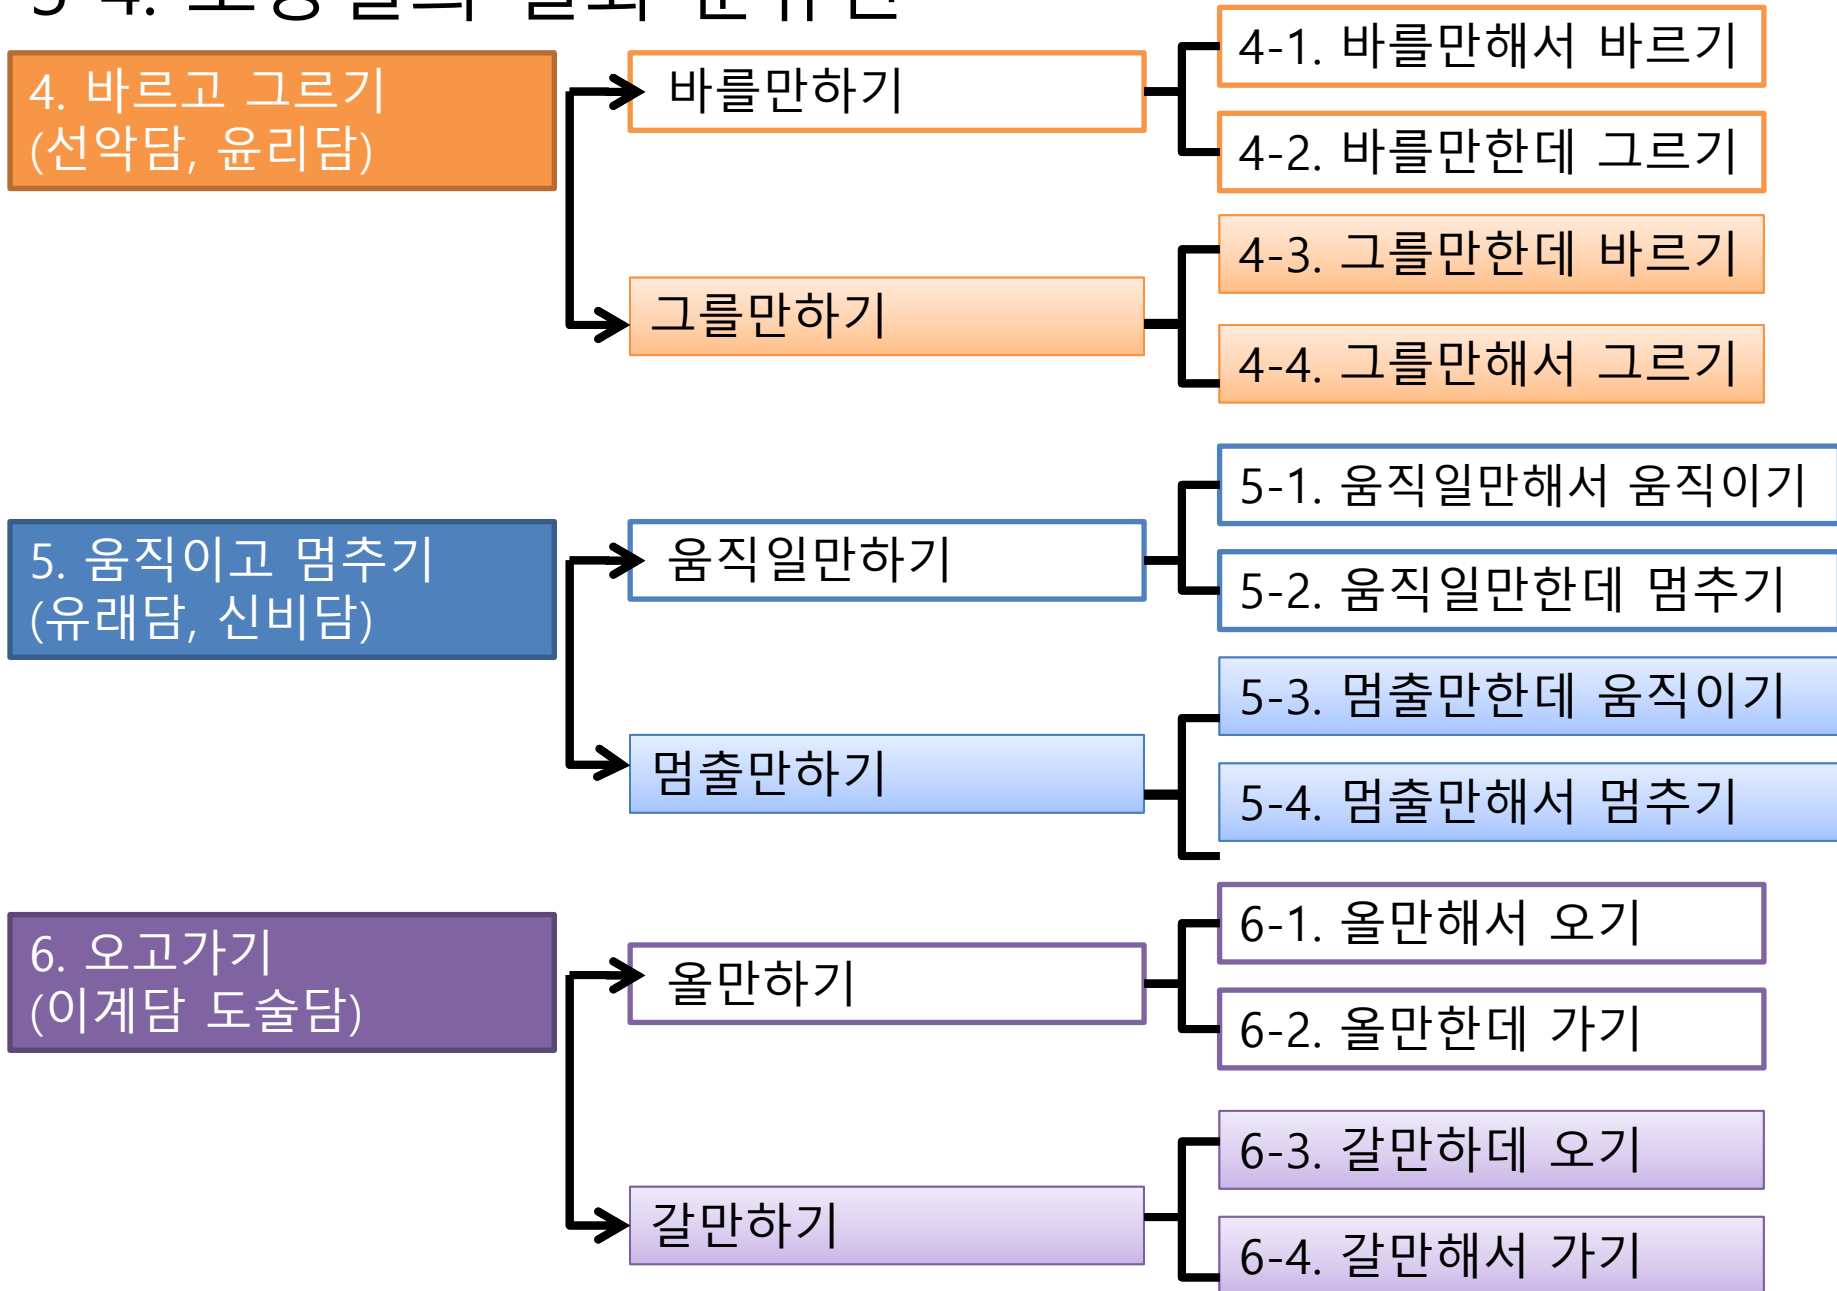 4. 바르고 그르기
(선악담, 윤리담)
바를만하기
4-1. 바를만해서 바르기
4-2. 바를만한데 그르기
그를만하기
4-3. 그를만한데 바르기
4-4. 그를만해서 그르기
5. 움직이고 멈추기
(유래담, 신비담)
움직일만하기
5-1. 움직일만해서 움직이기
5-2. 움직일만한데 멈추기
멈출만하기
5-3. 멈출만한데 움직이기
5-4. 멈출만해서 멈추기
6. 오고가기
(이계담 도술담)
올만하기
6-1. 올만해서 오기
6-2. 올만한데 가기
갈만하기
6-3. 갈만하데 오기
6-4. 갈만해서 가기